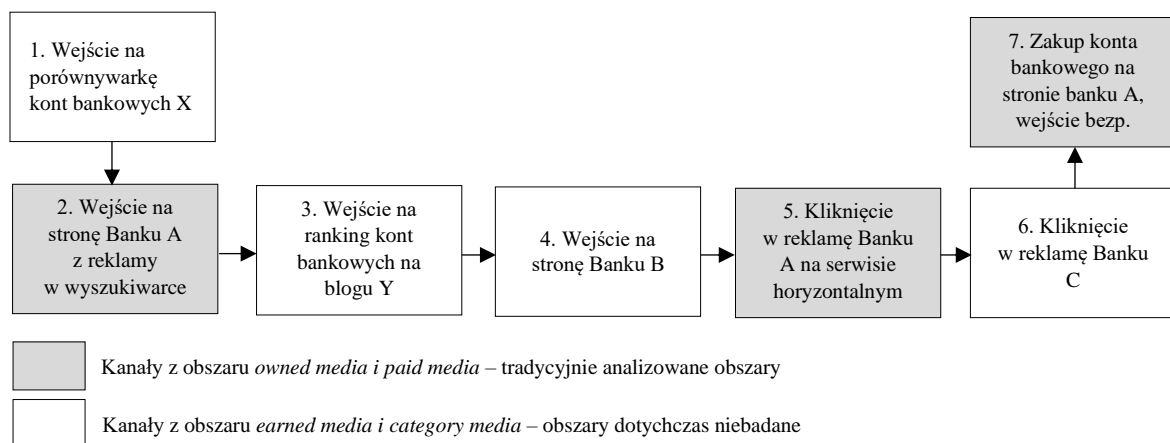 1. Wejście na
porównywarkę
kont bankowych X
2. Wejście na
stronę Banku A
z reklamy
w wyszukiwarce
3. Wejście na
ranking kont
bankowych na
blogu Y
4. Wejście na
stronę Banku B
5. Kliknięcie
w reklamę Banku
A na serwisie
horyzontalnym
6. Kliknięcie
w reklamę Banku
C
7. Zakup konta
bankowego na
stronie banku A,
wejście bezp.
Kanały z obszaru owned media i paid media – tradycyjnie analizowane obszary
Kanały z obszaru earned media i category media – obszary dotychczas niebadane